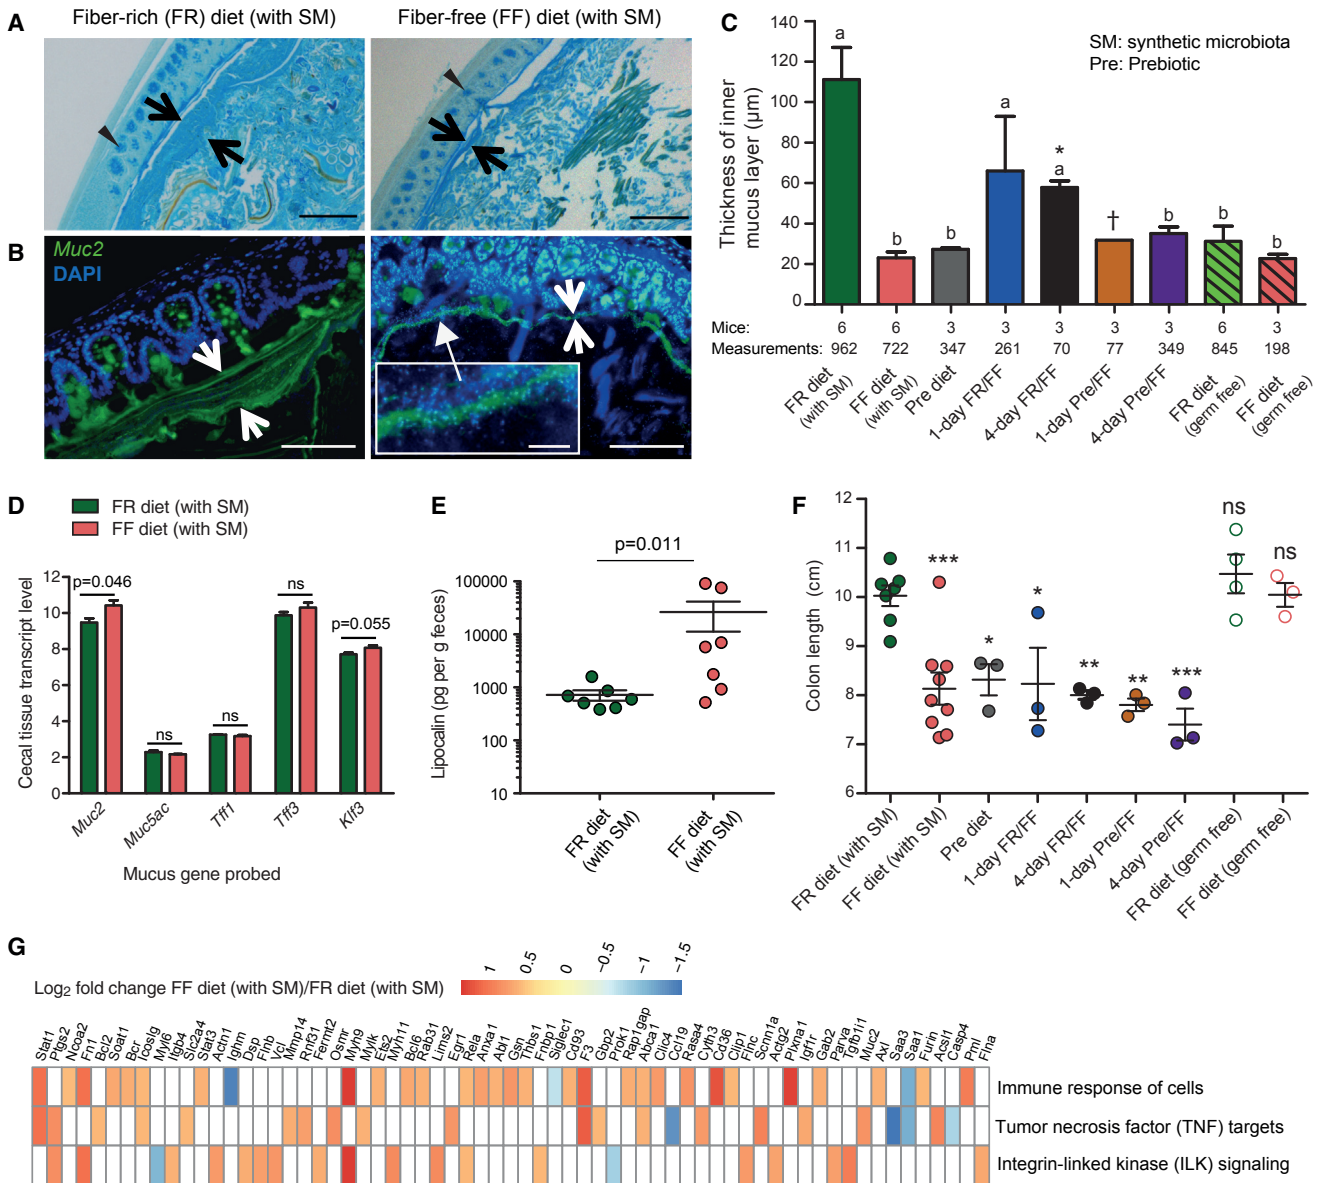 A
Fiber-rich (FR) diet (with SM)
Fiber-free (FF) diet (with SM)
B
Muc2
DAPI
C
SM: synthetic microbiota
Pre: Prebiotic
Thickness of inner
mucus layer (µm)
140
120
100
80
60
40
20
0
a
b
b
a
*
a
†
b
b
b
Mice: 6 6 3 3 3 3 3 6 3
Measurements: 962 722 347 261 70 77 349 845 198
FR diet
(with SM)
FF diet
(with SM)
Pre diet
1-day FR/FF
4-day FR/FF
1-day Pre/FF
4-day Pre/FF
FR diet
(germ free)
FF diet
(germ free)
D
FR diet (with SM)
FF diet (with SM)
Cecal tissue transcript level
12
10
8
6
4
2
0
p=0.046
ns
ns
ns
p=0.055
Muc2
Muc5ac
Tff1
Tff3
Klf3
Mucus gene probed
E
p=0.011
Lipocalin (pg per g feces)
100000
10000
1000
100
10
FR diet
(with SM)
FF diet
(with SM)
F
Colon length (cm)
12
11
10
9
8
7
6
***
*
*
**
**
***
ns
ns
FR diet (with SM)
FF diet (with SM)
Pre diet
1-day FR/FF
4-day FR/FF
1-day Pre/FF
4-day Pre/FF
FR diet (germ free)
FF diet (germ free)
G
Log2 fold change FF diet (with SM)/FR diet (with SM)
1 0.5 0 −0.5 −1 −1.5
Stat1 Ptgs2 Ncoa2 Fn1 Bcl2 Soat1 Bcr Icoslg Myl6 Itgb4 Slc2a4 Stat3 Actn1 Ighm Dsp Flnb Vcl Mmp14 Rnf31 Fermt2 Osmr Myh9 Mylk Ets2 Myh11 Bcl6 Rab31 Lims2 Egr1 Rela Anxa1 Abi1 Gsn Thbs1 Fnbp1 Siglec1 Cd93 F3 Gbp2 Prok1 Rap1gap Abca1 Clic4 Ccl19 Rasa4 Cyth3 Cd36 Clip1 Flnc Scnn1a Actg2 Plxna1 Igf1r Gab2 Parva Tgfb1i1 Muc2 Axl Saa3 Saa1 Furin Casp4 Acsl1 Pml Flna
Immune response of cells
Tumor necrosis factor (TNF) targets
Integrin-linked kinase (ILK) signaling